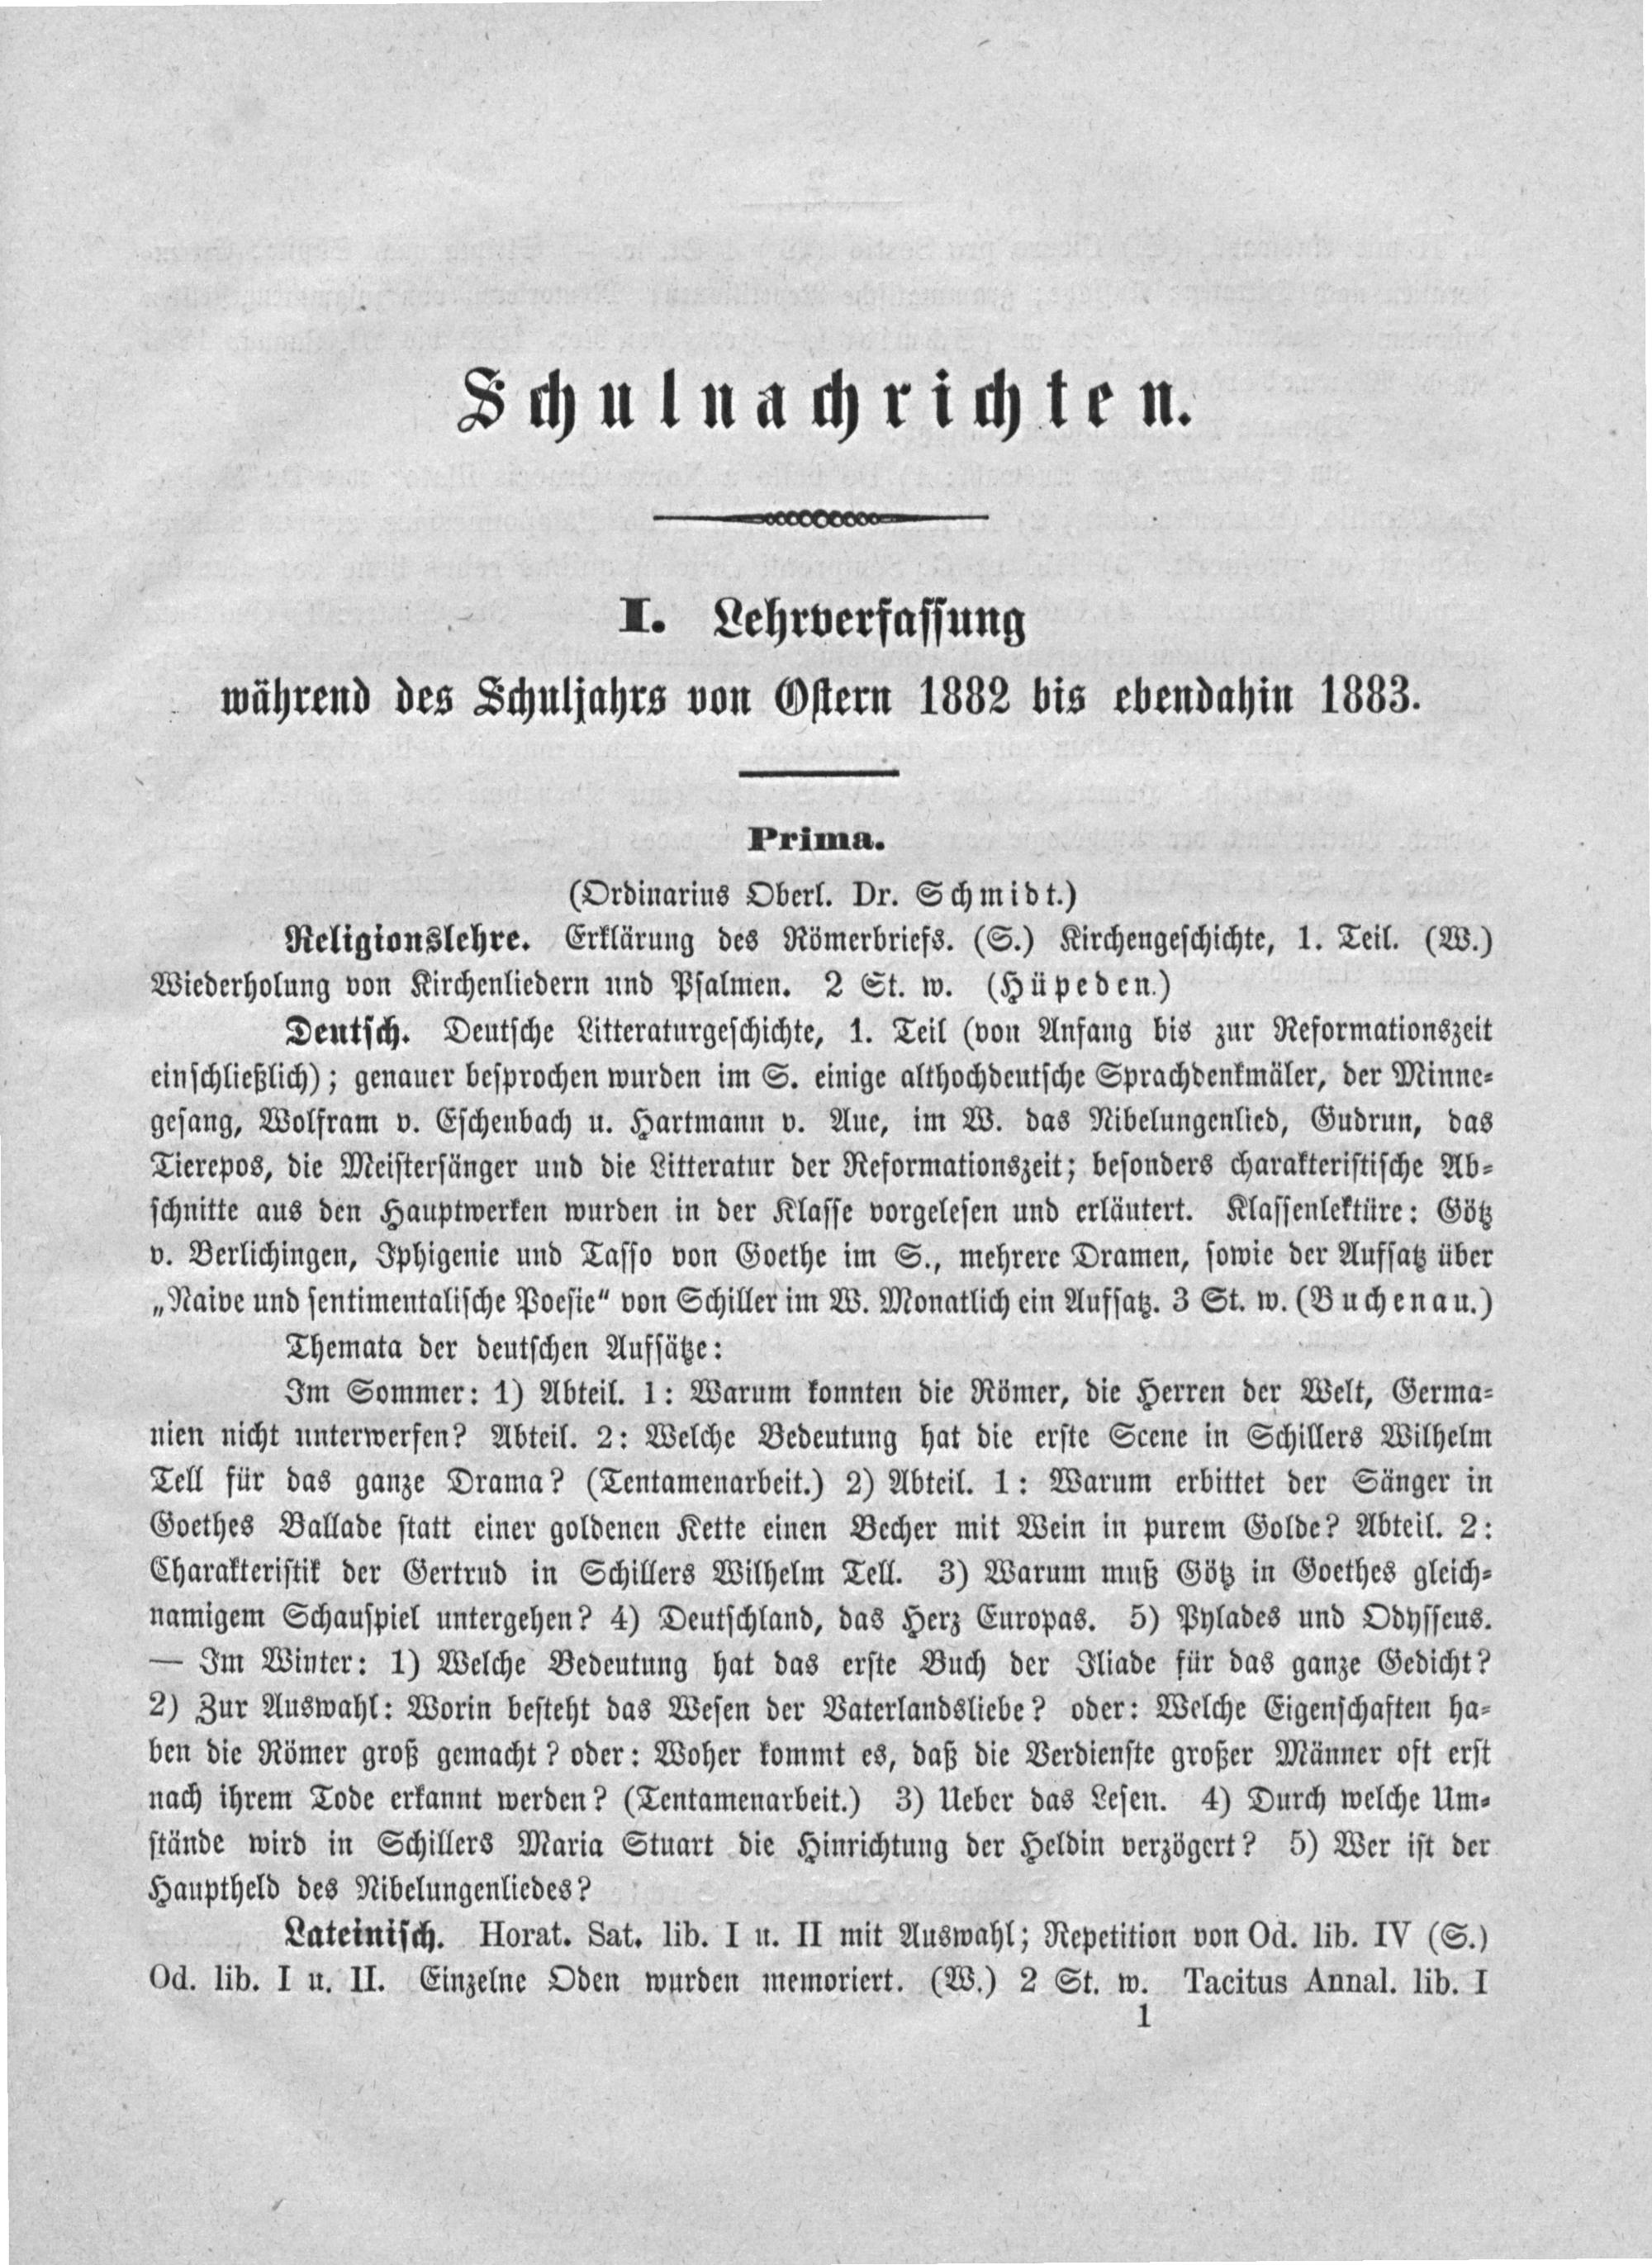 Schulnachrichten.
I. Lehrverfassung
während des Schuljahrs von Ostern 1882 bis ebendahin 1883.
Prima.
(Ordinarius Oberl. Dr. Schmidt.)
Religionslehre. Erklärung des Römerbriefs. (S.) Kirchengeschichte, 1. Teil. (W.)
Wiederholung von Kirchenliedern und Psalmen. 2 St. w. (Hüpeden.)
Deutsch. Deutsche Litteraturgeschichte, 1. Teil (von Anfang bis zur Reformationszeit
einschließlich); genauer besprochen wurden im S. einige althochdeutsche Sprachdenkmäler, der Minne-
gesang, Wolfram v. Eschenbach u. Hartmann v. Aue, im W. das Nibelungenlied, Gudrun, das
Tierepos, die Meistersänger und die Litteratur der Reformationszeit; besonders charakteristische Ab-
schnitte aus den Hauptwerken wurden in der Klasse vorgelesen und erläutert. Klassenlektüre: Götz
v. Berlichingen, Iphigenie und Tasso von Goethe im S., mehrere Dramen, sowie der Aufsatz über
„Naive und sentimentalische Poesie“ von Schiller im W. Monatlich ein Aufsatz. 3 St. w. (Buchenau.)
Themata der deutschen Aufsätze:
Im Sommer: 1) Abteil. 1: Warum konnten die Römer, die Herren der Welt, Germa-
nien nicht unterwerfen? Abteil. 2: Welche Bedeutung hat die erste Scene in Schillers Wilhelm
Tell für das ganze Drama? (Tentamenarbeit.) 2) Abteil. 1: Warum erbittet der Sänger in
Goethes Ballade statt einer goldenen Kette einen Becher mit Wein in purem Golde? Abteil. 2:
Charakteristik der Gertrud in Schillers Wilhelm Tell. 3) Warum muß Götz in Goethes gleich-
namigem Schauspiel untergehen? 4) Deutschland, das Herz Europas. 5) Pylades und Odysseus.
— Im Winter: 1) Welche Bedeutung hat das erste Buch der Iliade für das ganze Gedicht?
2) Zur Auswahl: Worin besteht das Wesen der Vaterlandsliebe? oder: Welche Eigenschaften ha-
ben die Römer groß gemacht? oder: Woher kommt es, daß die Verdienste großer Männer oft erst
nach ihrem Tode erkannt werden? (Tentamenarbeit.) 3) Ueber das Lesen. 4) Durch welche Um-
stände wird in Schillers Maria Stuart die Hinrichtung der Heldin verzögert? 5) Wer ist der
Hauptheld des Nibelungenliedes?
Lateinisch. Horat. Sat. lib. I u. II mit Auswahl; Repetition von Od. lib. IV (S.)
Od. lib. I u. II. Einzelne Oden wurden memoriert. (W.) 2 St. w. Tacitus Annal. lib. I
1